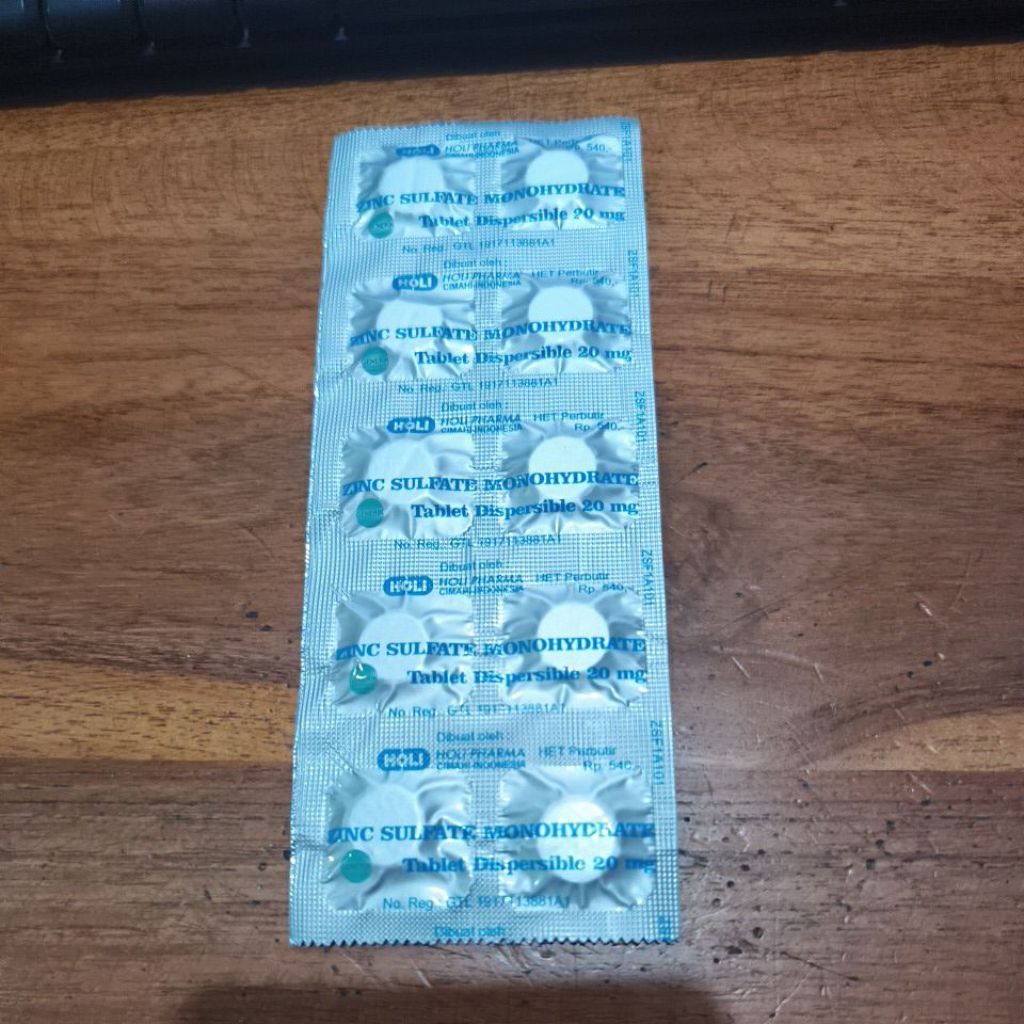 Dibuat oleh :
HOLI PHARMA
CIMAHI-INDONESIA
Rp. 540,-
ZINC SULFATE MONOHYDRATE
Tablet Dispersible 20 mg
No. Reg : GTL 1917113881A1
Dibuat oleh :
HOLI HOLI PHARMA HET Perbutir
CIMAHI-INDONESIA Rp. 540,-
ZINC SULFATE MONOHYDRATE
Tablet Dispersible 20 mg
No. Reg : GTL 1917113881A1
Dibuat oleh :
HOLI HOLI PHARMA HET Perbutir
CIMAHI-INDONESIA Rp. 540,-
ZSF1A101
ZINC SULFATE MONOHYDRATE
Tablet Dispersible 20 mg
No. Reg : GTL 1917113881A1
Dibuat oleh :
HOLI HOLI PHARMA HET Perbutir
CIMAHI-INDONESIA Rp. 540,-
ZSF1A101
ZINC SULFATE MONOHYDRATE
Tablet Dispersible 20 mg
No. Reg : GTL 1917113881A1
Dibuat oleh :
HOLI HOLI PHARMA HET Perbutir
CIMAHI-INDONESIA Rp. 540,-
ZSF1A101
ZINC SULFATE MONOHYDRATE
Tablet Dispersible 20 mg
No. Reg : GTL 1917113881A1
Dibuat oleh :